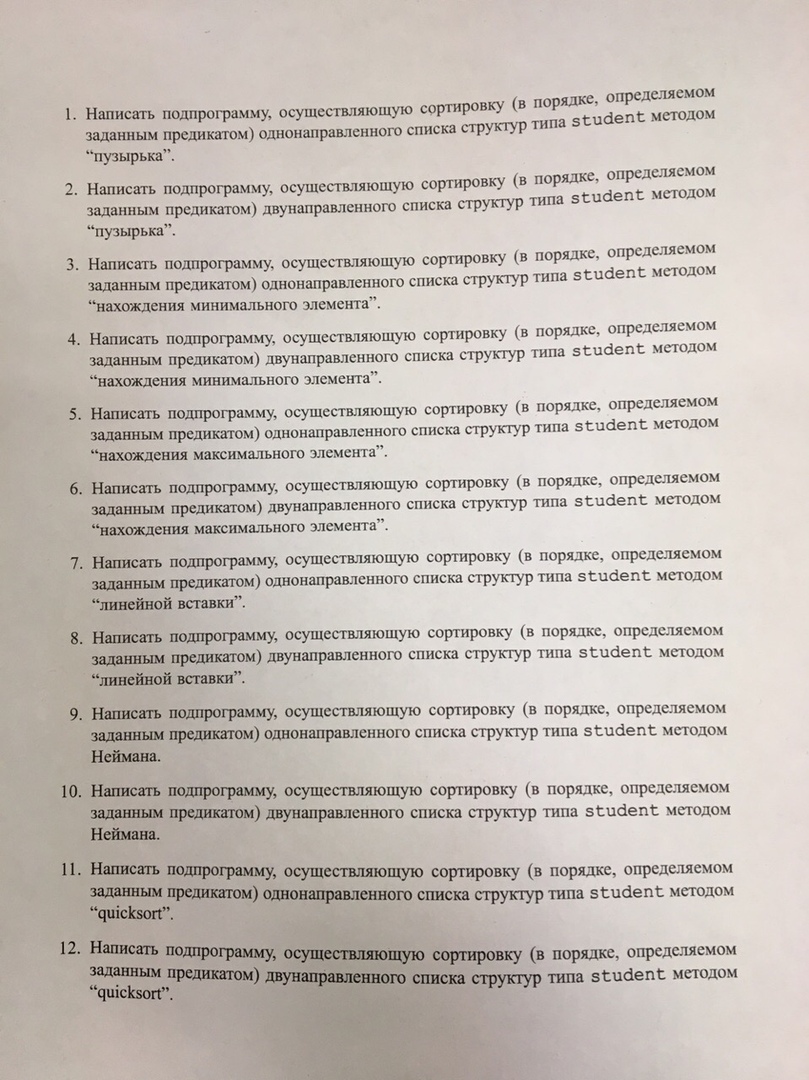 1. Написать подпрограмму, осуществляющую сортировку (в порядке, определяемом
заданным предикатом) однонаправленного списка структур типа student методом
“пузырька”.
2. Написать подпрограмму, осуществляющую сортировку (в порядке, определяемом
заданным предикатом) двунаправленного списка структур типа student методом
“пузырька”.
3. Написать подпрограмму, осуществляющую сортировку (в порядке, определяемом
заданным предикатом) однонаправленного списка структур типа student методом
“нахождения минимального элемента”.
4. Написать подпрограмму, осуществляющую сортировку (в порядке, определяемом
заданным предикатом) двунаправленного списка структур типа student методом
“нахождения минимального элемента”.
5. Написать подпрограмму, осуществляющую сортировку (в порядке, определяемом
заданным предикатом) однонаправленного списка структур типа student методом
“нахождения максимального элемента”.
6. Написать подпрограмму, осуществляющую сортировку (в порядке, определяемом
заданным предикатом) двунаправленного списка структур типа student методом
“нахождения максимального элемента”.
7. Написать подпрограмму, осуществляющую сортировку (в порядке, определяемом
заданным предикатом) однонаправленного списка структур типа student методом
“линейной вставки”.
8. Написать подпрограмму, осуществляющую сортировку (в порядке, определяемом
заданным предикатом) двунаправленного списка структур типа student методом
“линейной вставки”.
9. Написать подпрограмму, осуществляющую сортировку (в порядке, определяемом
заданным предикатом) однонаправленного списка структур типа student методом
Неймана.
10. Написать подпрограмму, осуществляющую сортировку (в порядке, определяемом
заданным предикатом) двунаправленного списка структур типа student методом
Неймана.
11. Написать подпрограмму, осуществляющую сортировку (в порядке, определяемом
заданным предикатом) однонаправленного списка структур типа student методом
“quicksort”.
12. Написать подпрограмму, осуществляющую сортировку (в порядке, определяемом
заданным предикатом) двунаправленного списка структур типа student методом
“quicksort”.